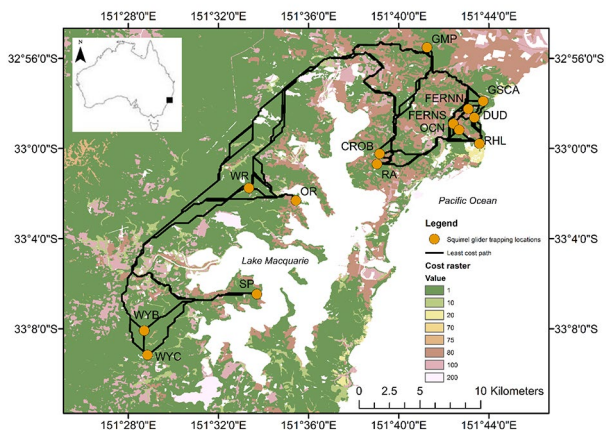 151°28'0"E 151°32'0"E 151°36'0"E 151°40'0"E 151°44'0"E
32°56'0"S 32°56'0"S
N
GMP
GSCA
FERNN
FERNS
DUD
OCN
RHL
CROB
RA
33°0'0"S 33°0'0"S
WR
OR
Pacific Ocean
Legend
Squirrel glider trapping locations
Least cost path
Cost raster
Value
1
10
20
70
75
80
100
200
33°4'0"S 33°4'0"S
Lake Macquarie
SP
WYB
WYC
33°8'0"S 33°8'0"S
0 2.5 5 10 Kilometers
151°28'0"E 151°32'0"E 151°36'0"E 151°40'0"E 151°44'0"E